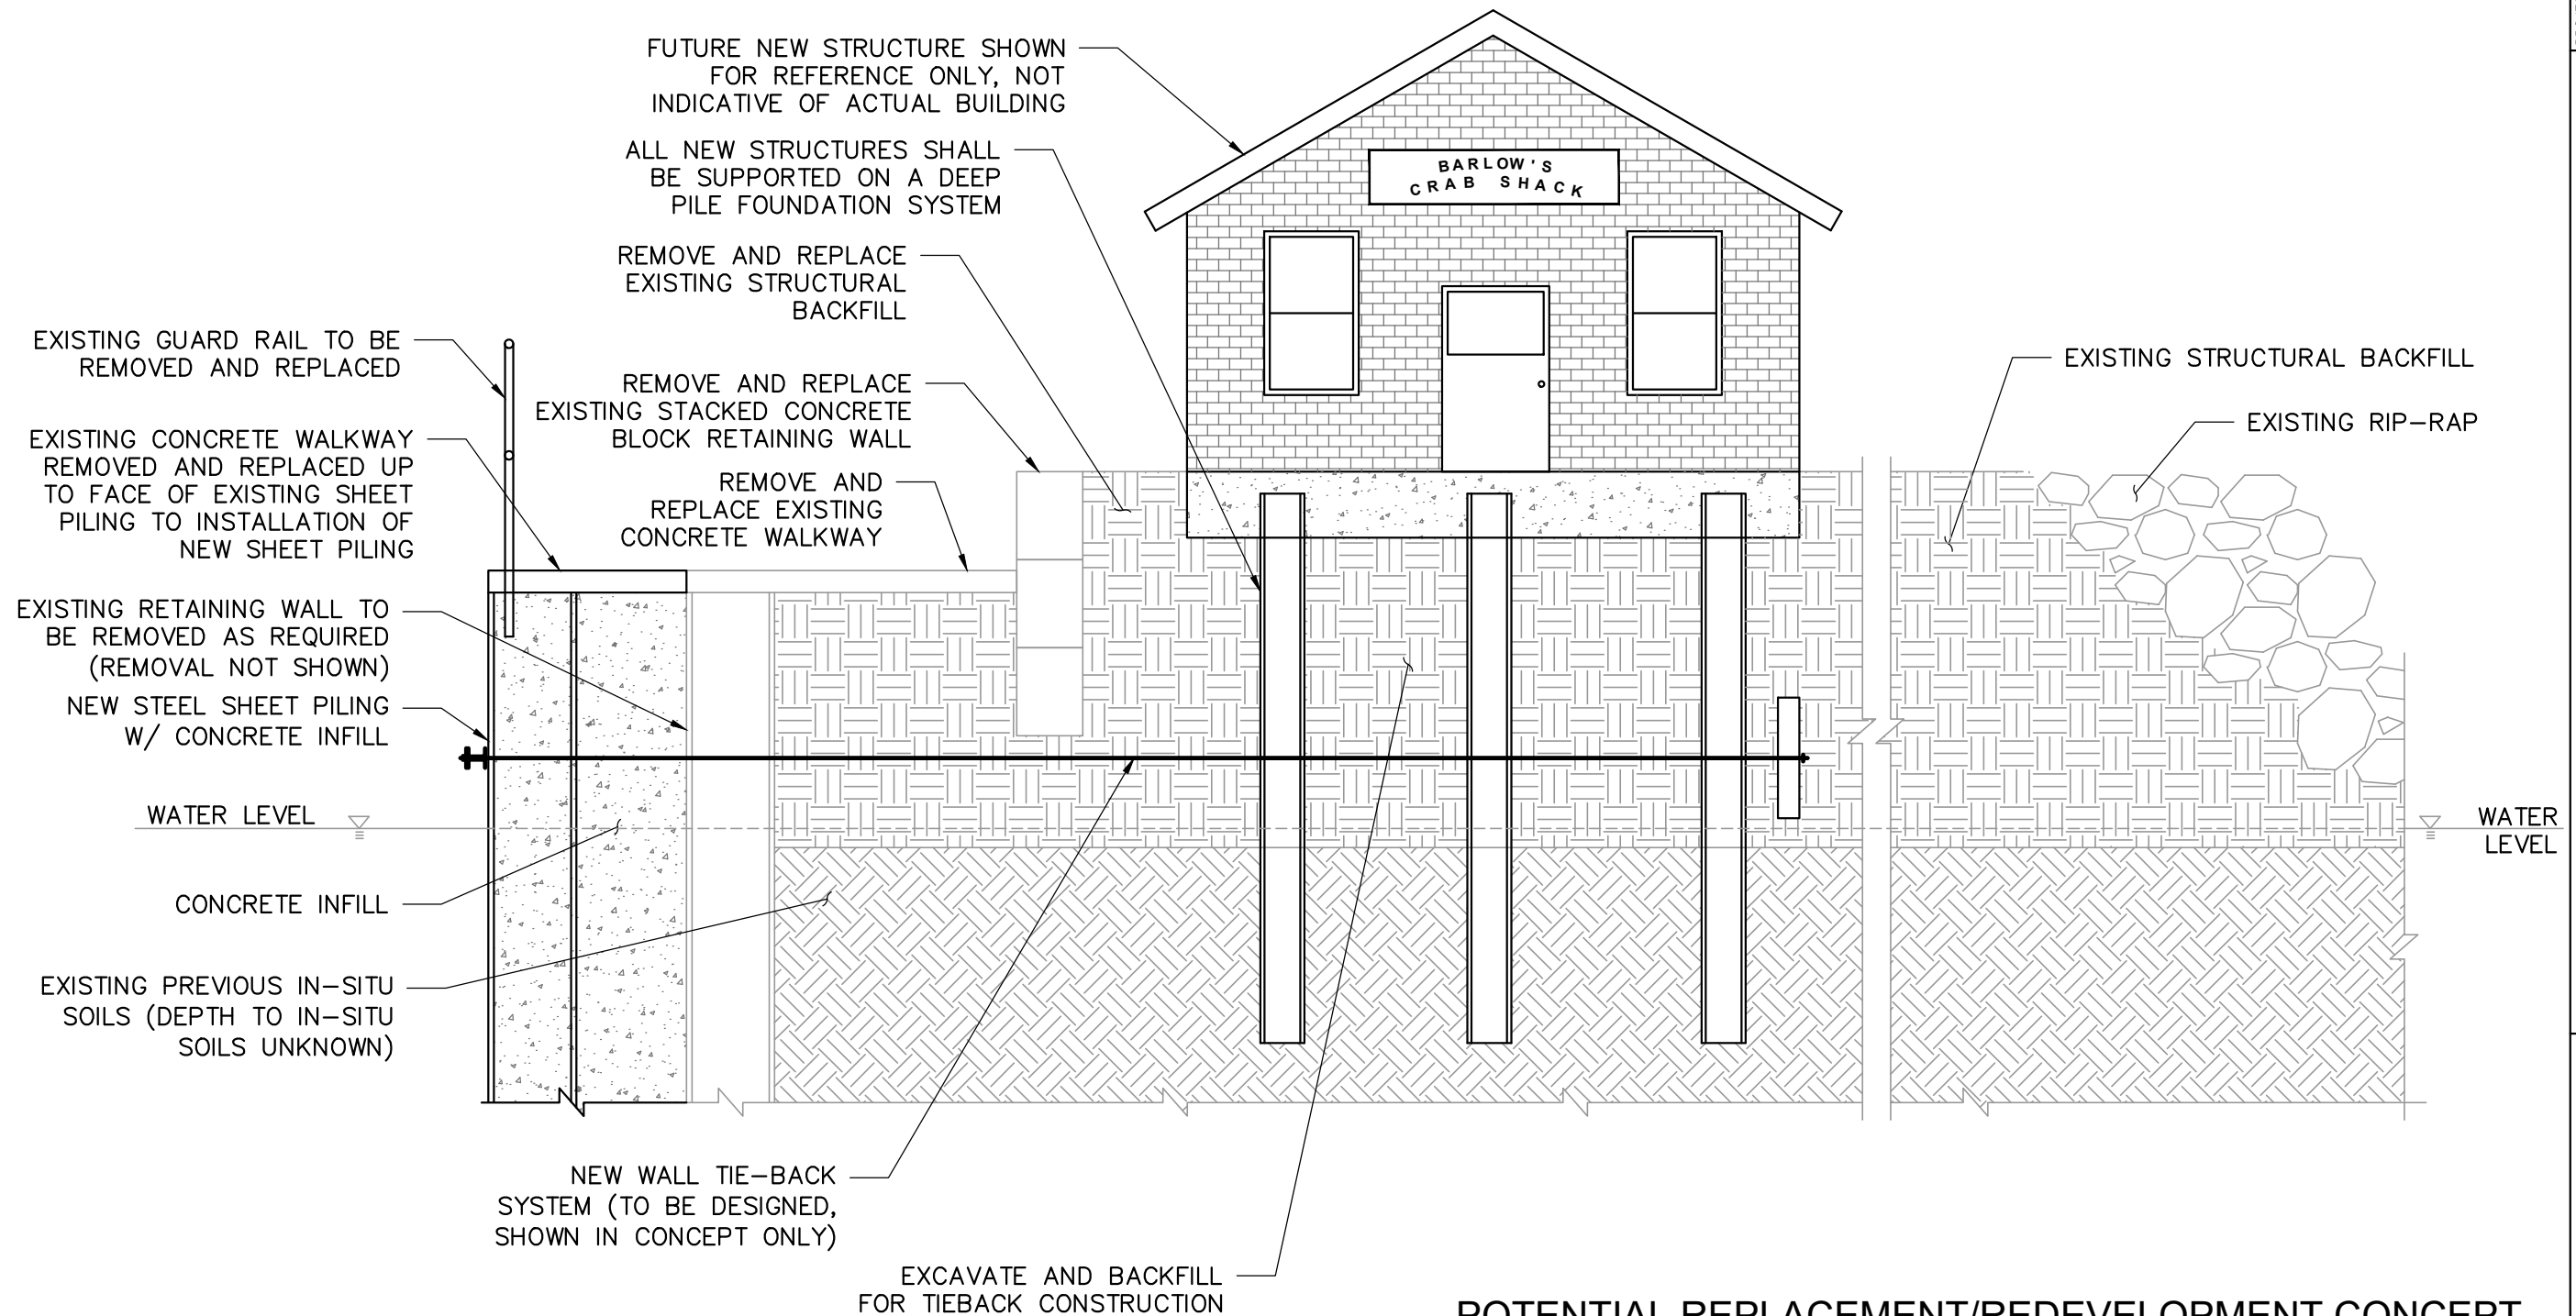 FUTURE NEW STRUCTURE SHOWN
FOR REFERENCE ONLY, NOT
INDICATIVE OF ACTUAL BUILDING
ALL NEW STRUCTURES SHALL
BE SUPPORTED ON A DEEP
PILE FOUNDATION SYSTEM
BARLOW'S
CRAB SHACK
REMOVE AND REPLACE
EXISTING STRUCTURAL
BACKFILL
EXISTING GUARD RAIL TO BE
REMOVED AND REPLACED
REMOVE AND REPLACE
EXISTING STACKED CONCRETE
BLOCK RETAINING WALL
EXISTING STRUCTURAL BACKFILL
EXISTING RIP-RAP
EXISTING CONCRETE WALKWAY
REMOVED AND REPLACED UP
TO FACE OF EXISTING SHEET
PILING TO INSTALLATION OF
NEW SHEET PILING
REMOVE AND
REPLACE EXISTING
CONCRETE WALKWAY
EXISTING RETAINING WALL TO
BE REMOVED AS REQUIRED
(REMOVAL NOT SHOWN)
NEW STEEL SHEET PILING
W/ CONCRETE INFILL
WATER LEVEL
WATER
LEVEL
CONCRETE INFILL
EXISTING PREVIOUS IN-SITU
SOILS (DEPTH TO IN-SITU
SOILS UNKNOWN)
NEW WALL TIE-BACK
SYSTEM (TO BE DESIGNED,
SHOWN IN CONCEPT ONLY)
EXCAVATE AND BACKFILL
FOR TIEBACK CONSTRUCTION
POTENTIAL REPLACEMENT/REDEVELOPMENT CONCEPT